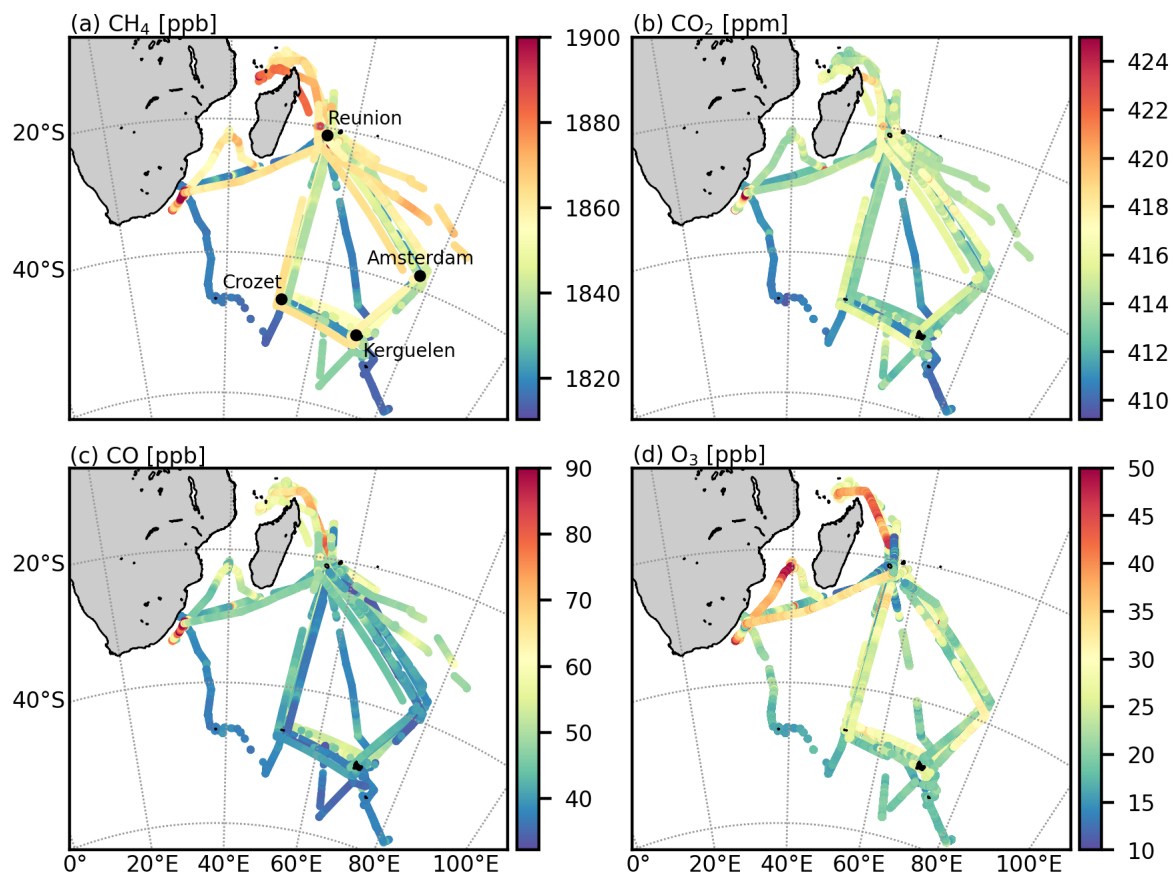 (a) CH₄ [ppb]
(b) CO₂ [ppm]
1900
1880
1860
1840
1820
424
422
420
418
416
414
412
410
20°S
40°S
Reunion
Amsterdam
Crozet
Kerguelen
(c) CO [ppb]
(d) O₃ [ppb]
90
80
70
60
50
40
50
45
40
35
30
25
20
15
10
20°S
40°S
0° 20°E 40°E 60°E 80°E 100°E
0° 20°E 40°E 60°E 80°E 100°E